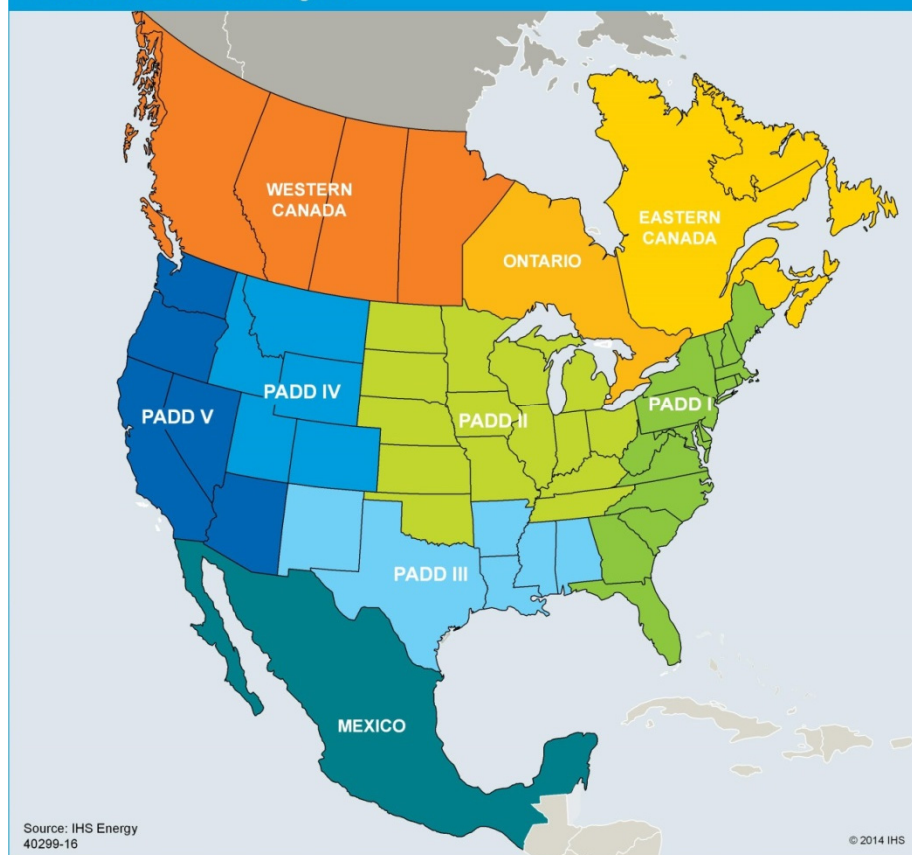 WESTERN
CANADA
EASTERN
CANADA
ONTARIO
PADD IV
PADD V
PADD II
PADD I
PADD III
MEXICO
Source: IHS Energy
40299-16
© 2014 IHS